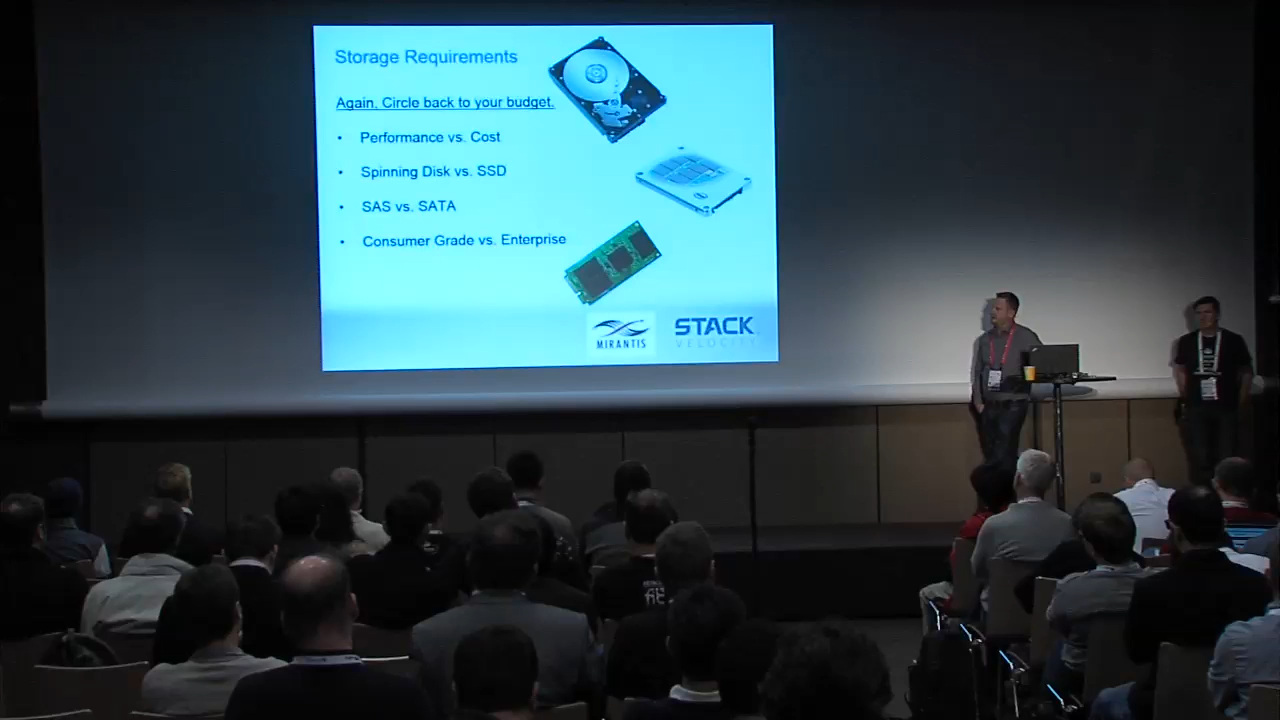 Storage Requirements
Again, Circle back to your budget.
• Performance vs. Cost
• Spinning Disk vs. SSD
• SAS vs. SATA
• Consumer Grade vs. Enterprise
MIRANTIS
STACK
VELOCITY